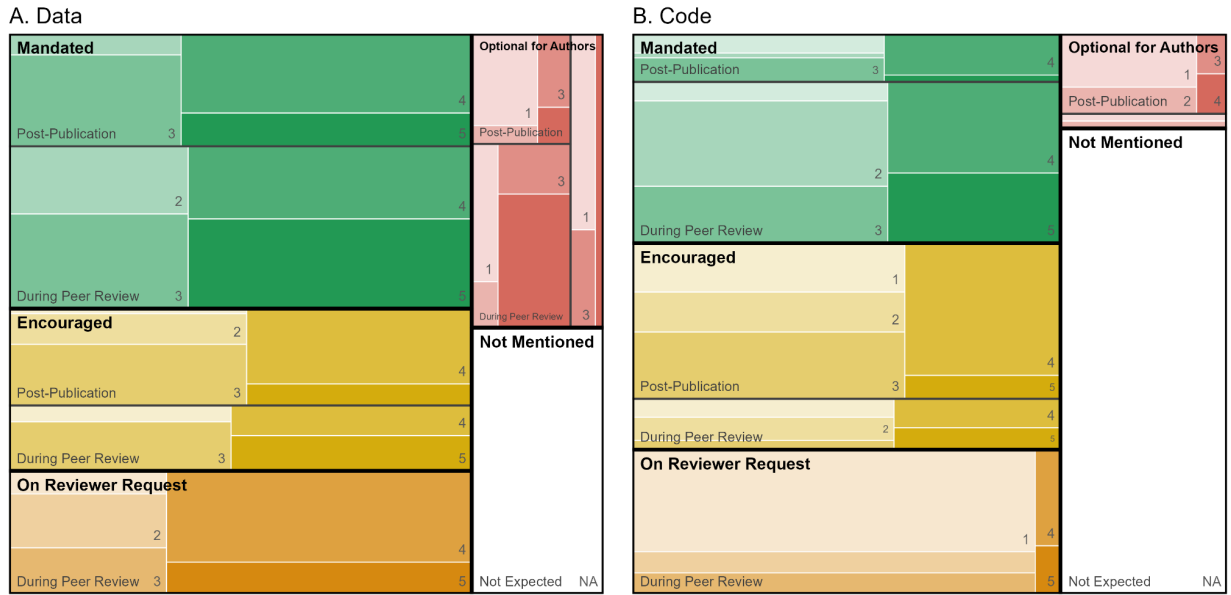 A. Data
Mandated
4
Post-Publication 3
5
2
4
During Peer Review 3
5
Encouraged
2
4
Post-Publication 3
4
During Peer Review 3
5
On Reviewer Request
2
4
During Peer Review 3
5
Optional for Authors
3
1
Post-Publication
3
1
1
During Peer Review
3
Not Mentioned
Not Expected NA
B. Code
Mandated
4
Post-Publication 3
2
4
During Peer Review 3
5
Encouraged
1
2
4
Post-Publication 3
5
4
2
During Peer Review
5
On Reviewer Request
1
4
During Peer Review
5
Optional for Authors
3
1
Post-Publication 2
4
Not Mentioned
Not Expected NA